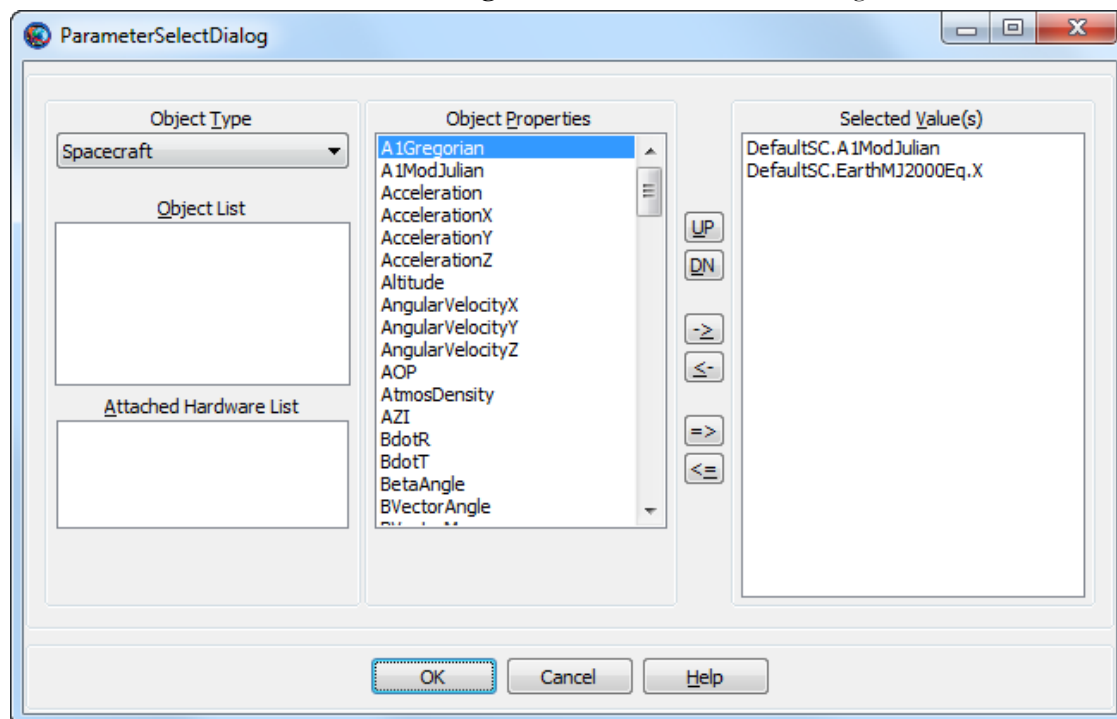 ParameterSelectDialog
Object Type
Spacecraft
Object List
Attached Hardware List
Object Properties
A1Gregorian
A1ModJulian
Acceleration
AccelerationX
AccelerationY
AccelerationZ
Altitude
AngularVelocityX
AngularVelocityY
AngularVelocityZ
AOP
AtmosDensity
AZI
BdotR
BdotT
BetaAngle
BVectorAngle
UP
DN
->
<-
=>
<=
Selected Value(s)
DefaultSC.A1ModJulian
DefaultSC.EarthMJ2000Eq.X
OK
Cancel
Help